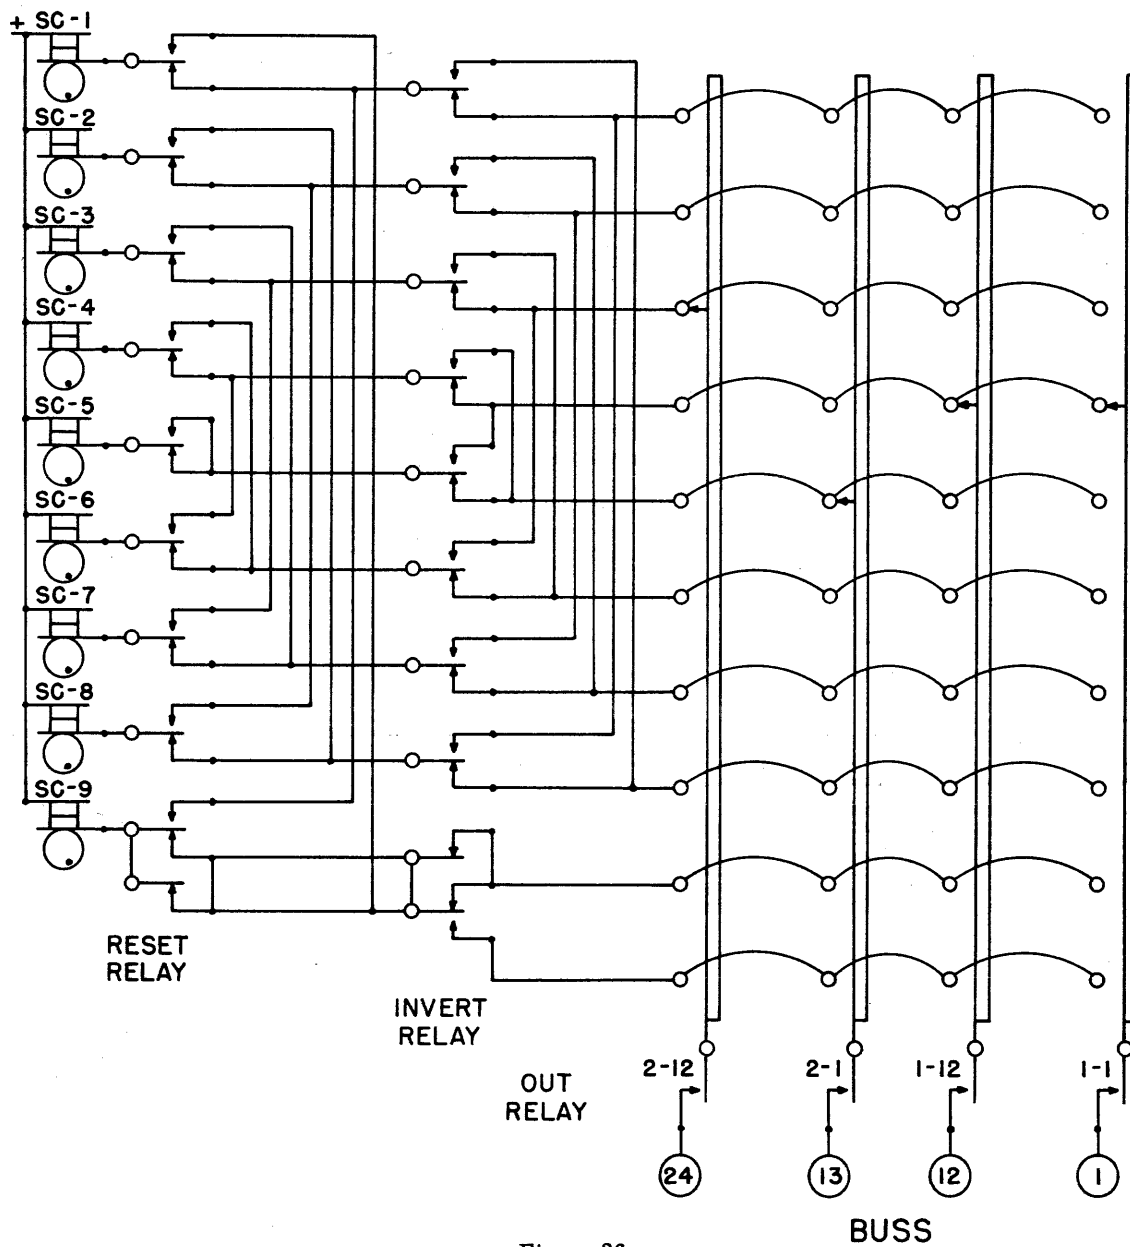 + SC-1
SC-2
SC-3
SC-4
SC-5
SC-6
SC-7
SC-8
SC-9
RESET
RELAY
INVERT
RELAY
OUT
RELAY
2-12
2-1
1-12
1-1
24
13
12
1
BUSS